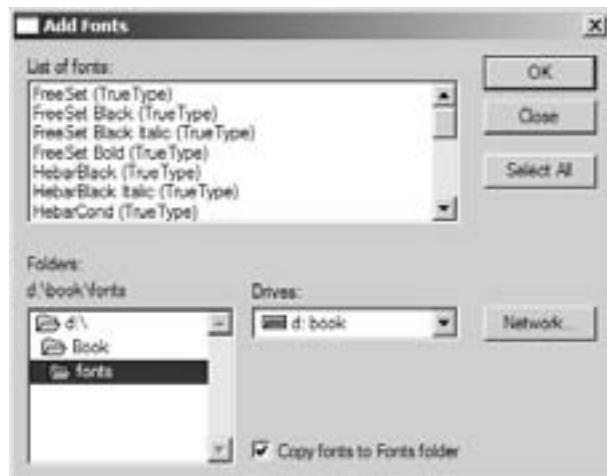 Add Fonts
List of fonts:
FreeSet (TrueType)
FreeSet Black (TrueType)
FreeSet Black Italic (TrueType)
FreeSet Bold (TrueType)
HebarBlack (TrueType)
HebarBlack Italic (TrueType)
HebarCond (TrueType)
OK
Close
Select All
Folders:
d:\book\fonts
d:\
Book
fonts
Drives:
d: book
Network...
Copy fonts to Fonts folder